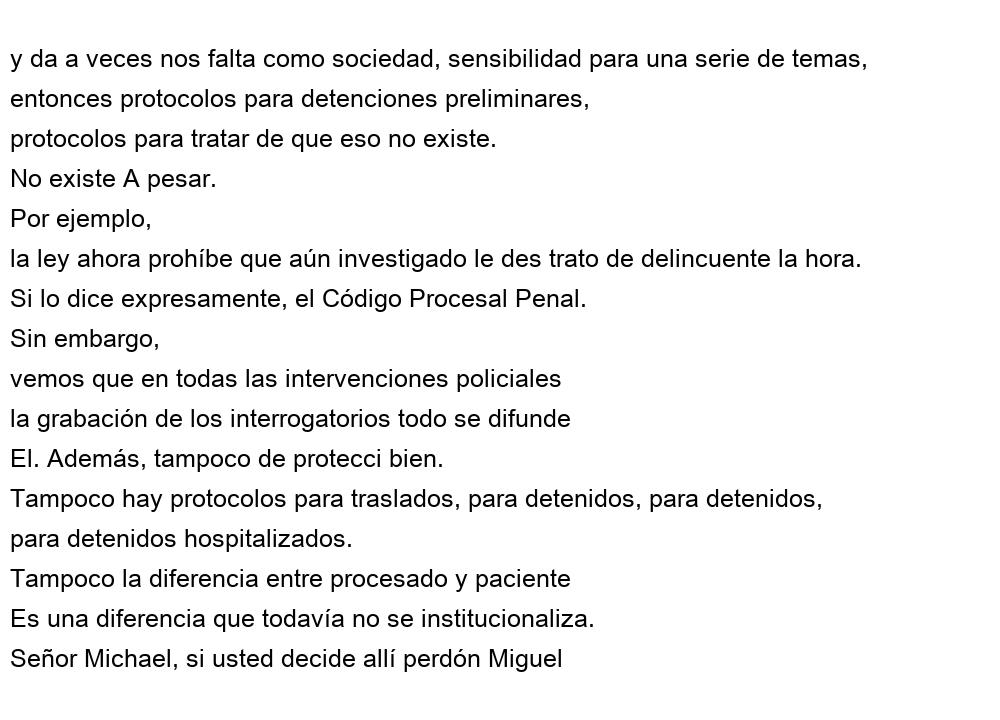 y da a veces nos falta como sociedad, sensibilidad para una serie de temas,
entonces protocolos para detenciones preliminares,
protocolos para tratar de que eso no existe.
No existe A pesar.
Por ejemplo,
la ley ahora prohíbe que aún investigado le des trato de delincuente la hora.
Si lo dice expresamente, el Código Procesal Penal.
Sin embargo,
vemos que en todas las intervenciones policiales
la grabación de los interrogatorios todo se difunde
El. Además, tampoco de protecci bien.
Tampoco hay protocolos para traslados, para detenidos, para detenidos,
para detenidos hospitalizados.
Tampoco la diferencia entre procesado y paciente
Es una diferencia que todavía no se institucionaliza.
Señor Michael, si usted decide allí perdón Miguel